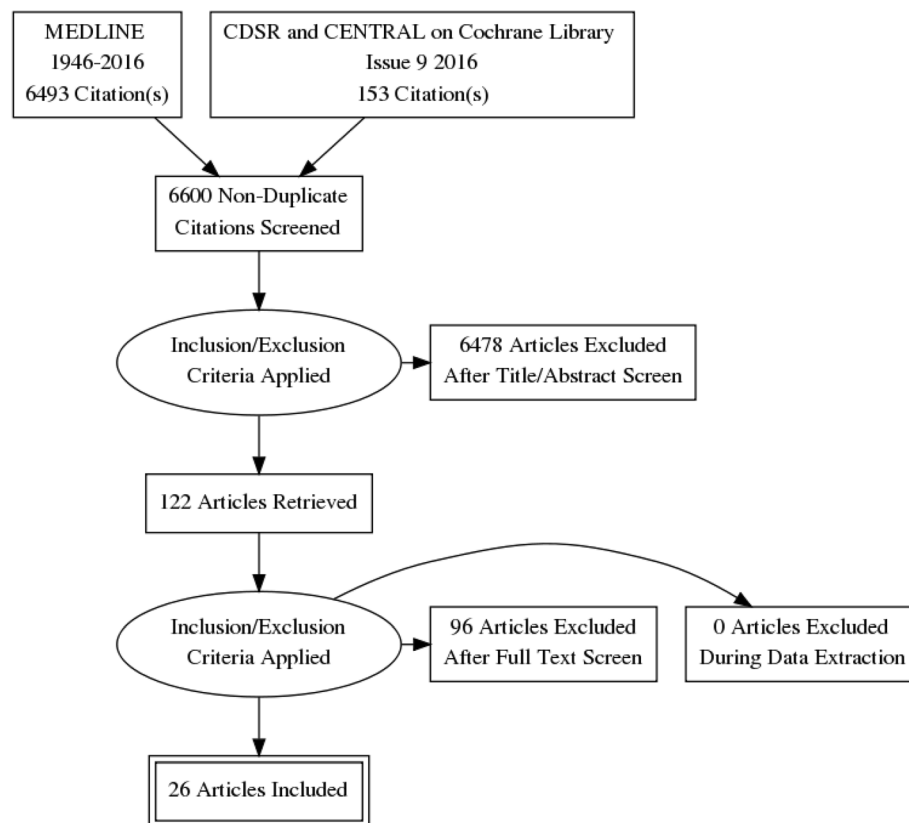 MEDLINE
1946-2016
6493 Citation(s)
CDSR and CENTRAL on Cochrane Library
Issue 9 2016
153 Citation(s)
6600 Non-Duplicate
Citations Screened
Inclusion/Exclusion
Criteria Applied
6478 Articles Excluded
After Title/Abstract Screen
122 Articles Retrieved
Inclusion/Exclusion
Criteria Applied
96 Articles Excluded
After Full Text Screen
0 Articles Excluded
During Data Extraction
26 Articles Included